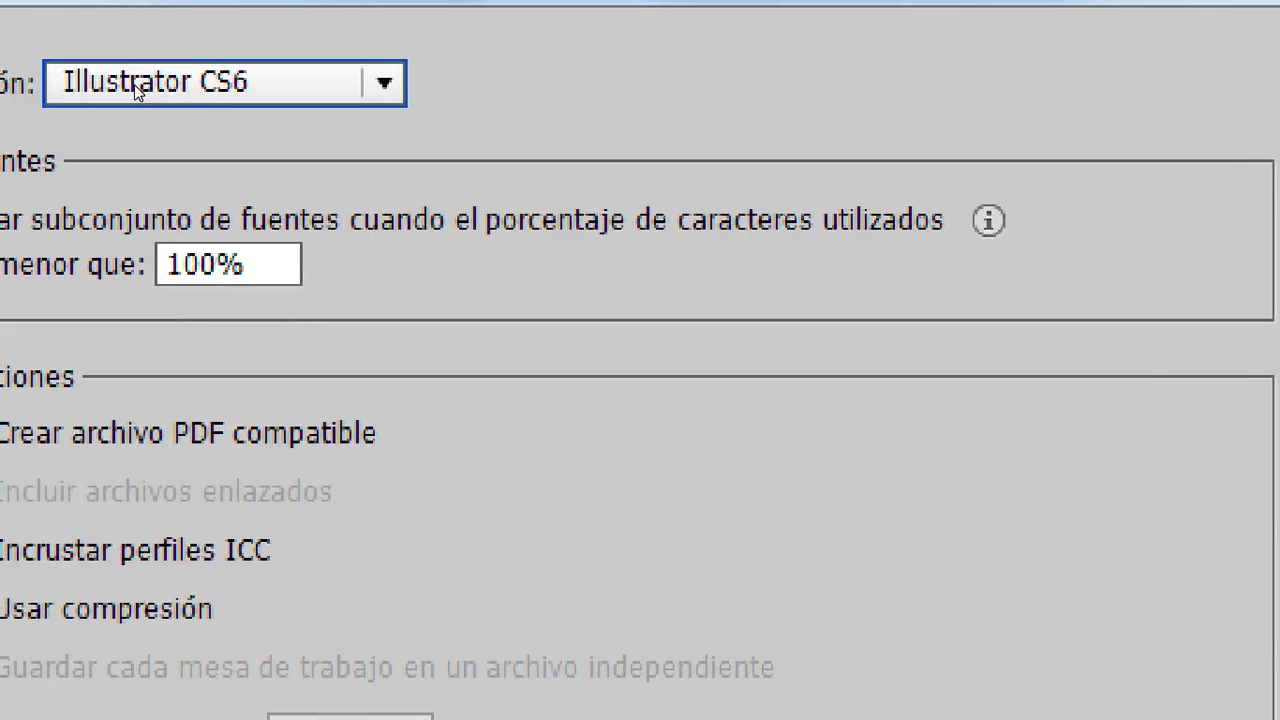 ón: Illustrator CS6
ntes
ar subconjunto de fuentes cuando el porcentaje de caracteres utilizados
menor que: 100%
ciones
Crear archivo PDF compatible
Incluir archivos enlazados
Incrustar perfiles ICC
Usar compresión
Guardar cada mesa de trabajo en un archivo independiente